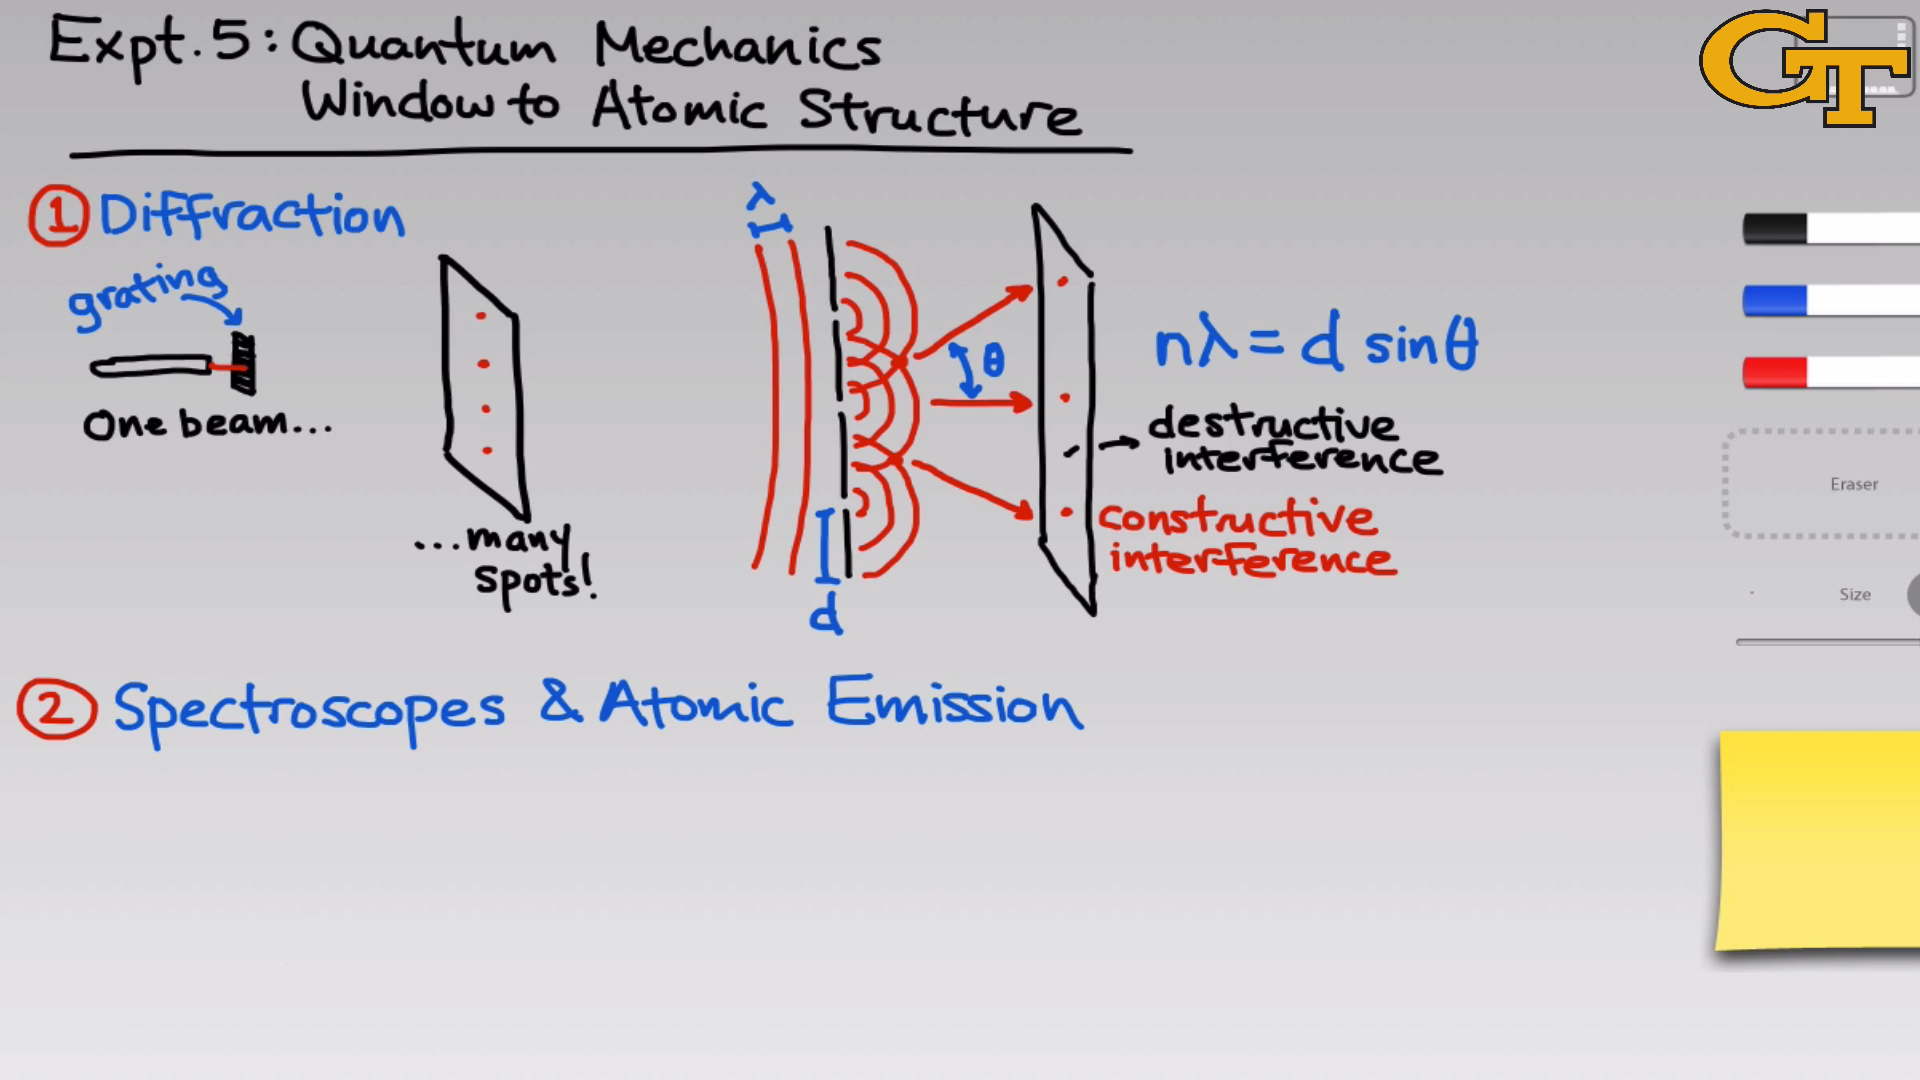 Expt. 5: Quantum Mechanics
Window to Atomic Structure
GT
1 Diffraction
grating
One beam...
...many
spots!
λ
d
θ
nλ = d sinθ
destructive
interference
constructive
interference
2 Spectroscopes & Atomic Emission
Eraser
Size